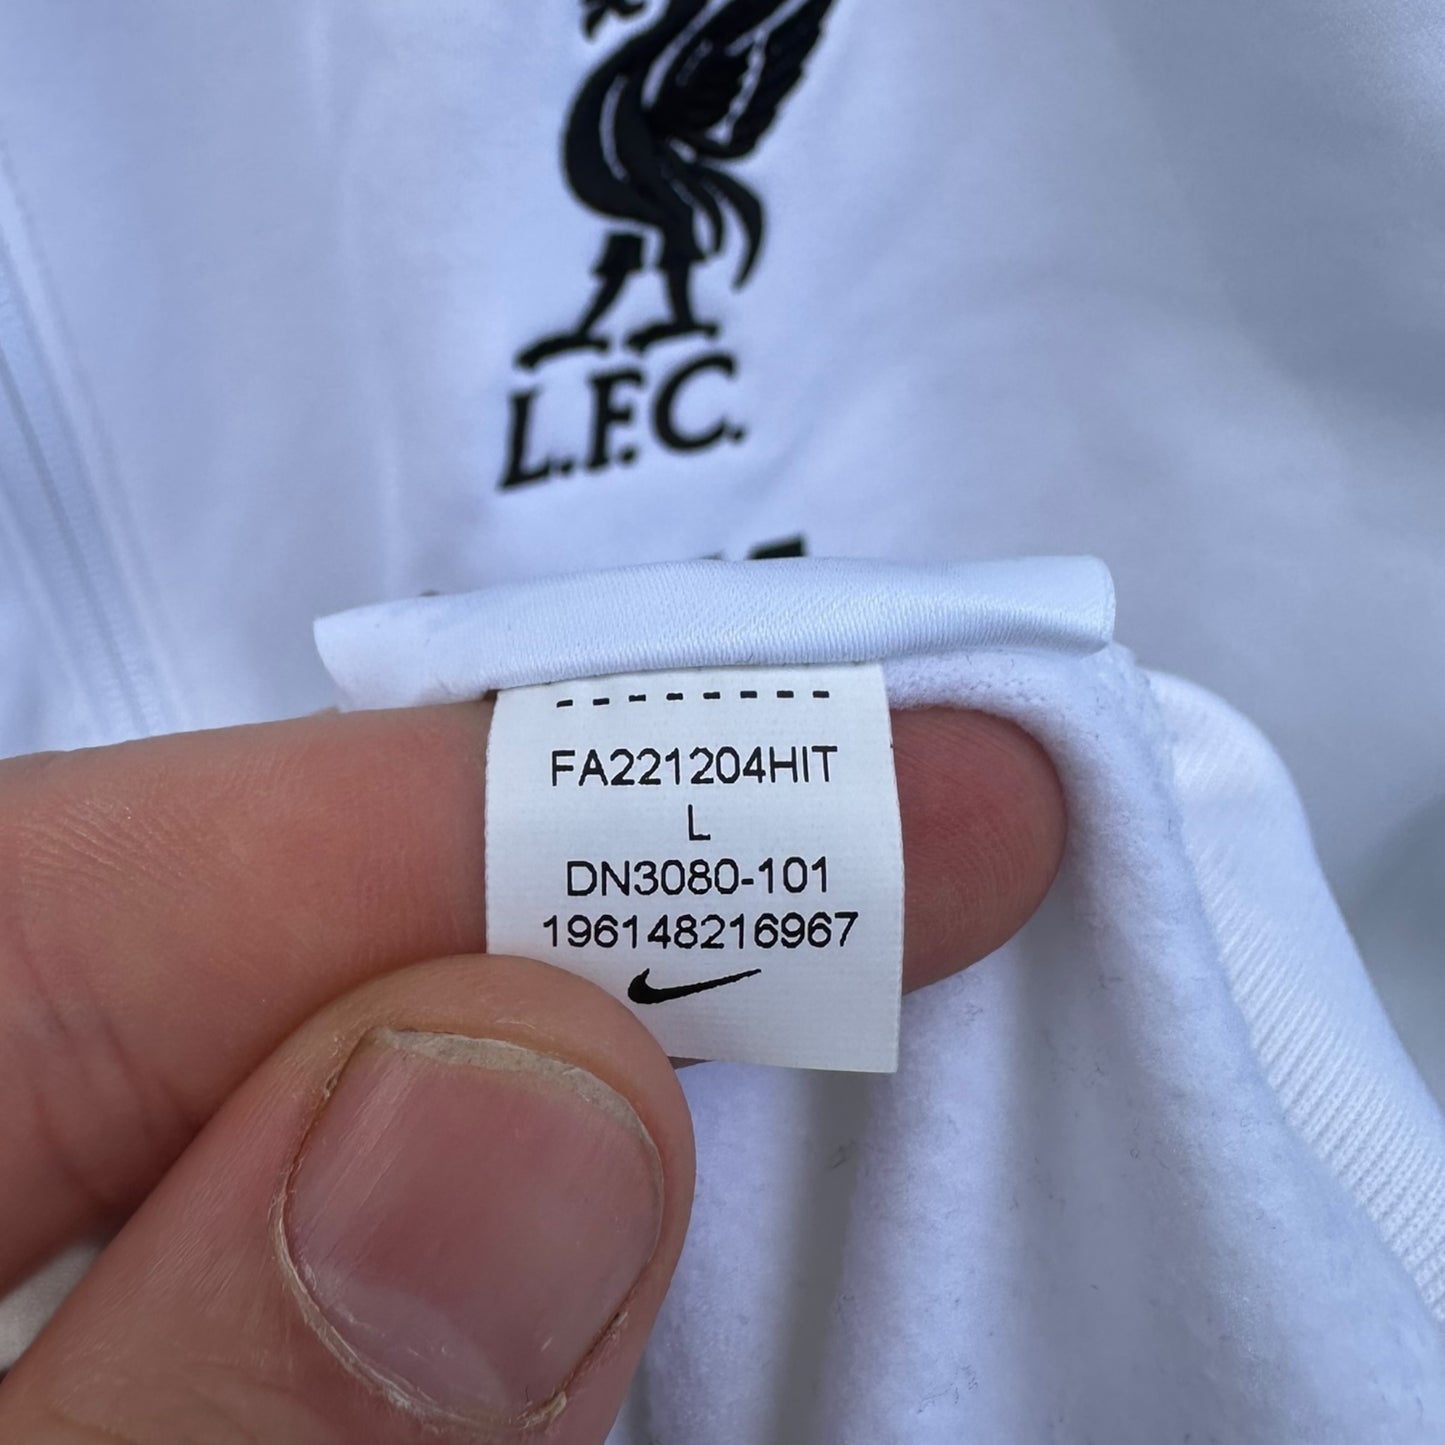 L.F.C.
FA221204HIT
L
DN3080-101
196148216967